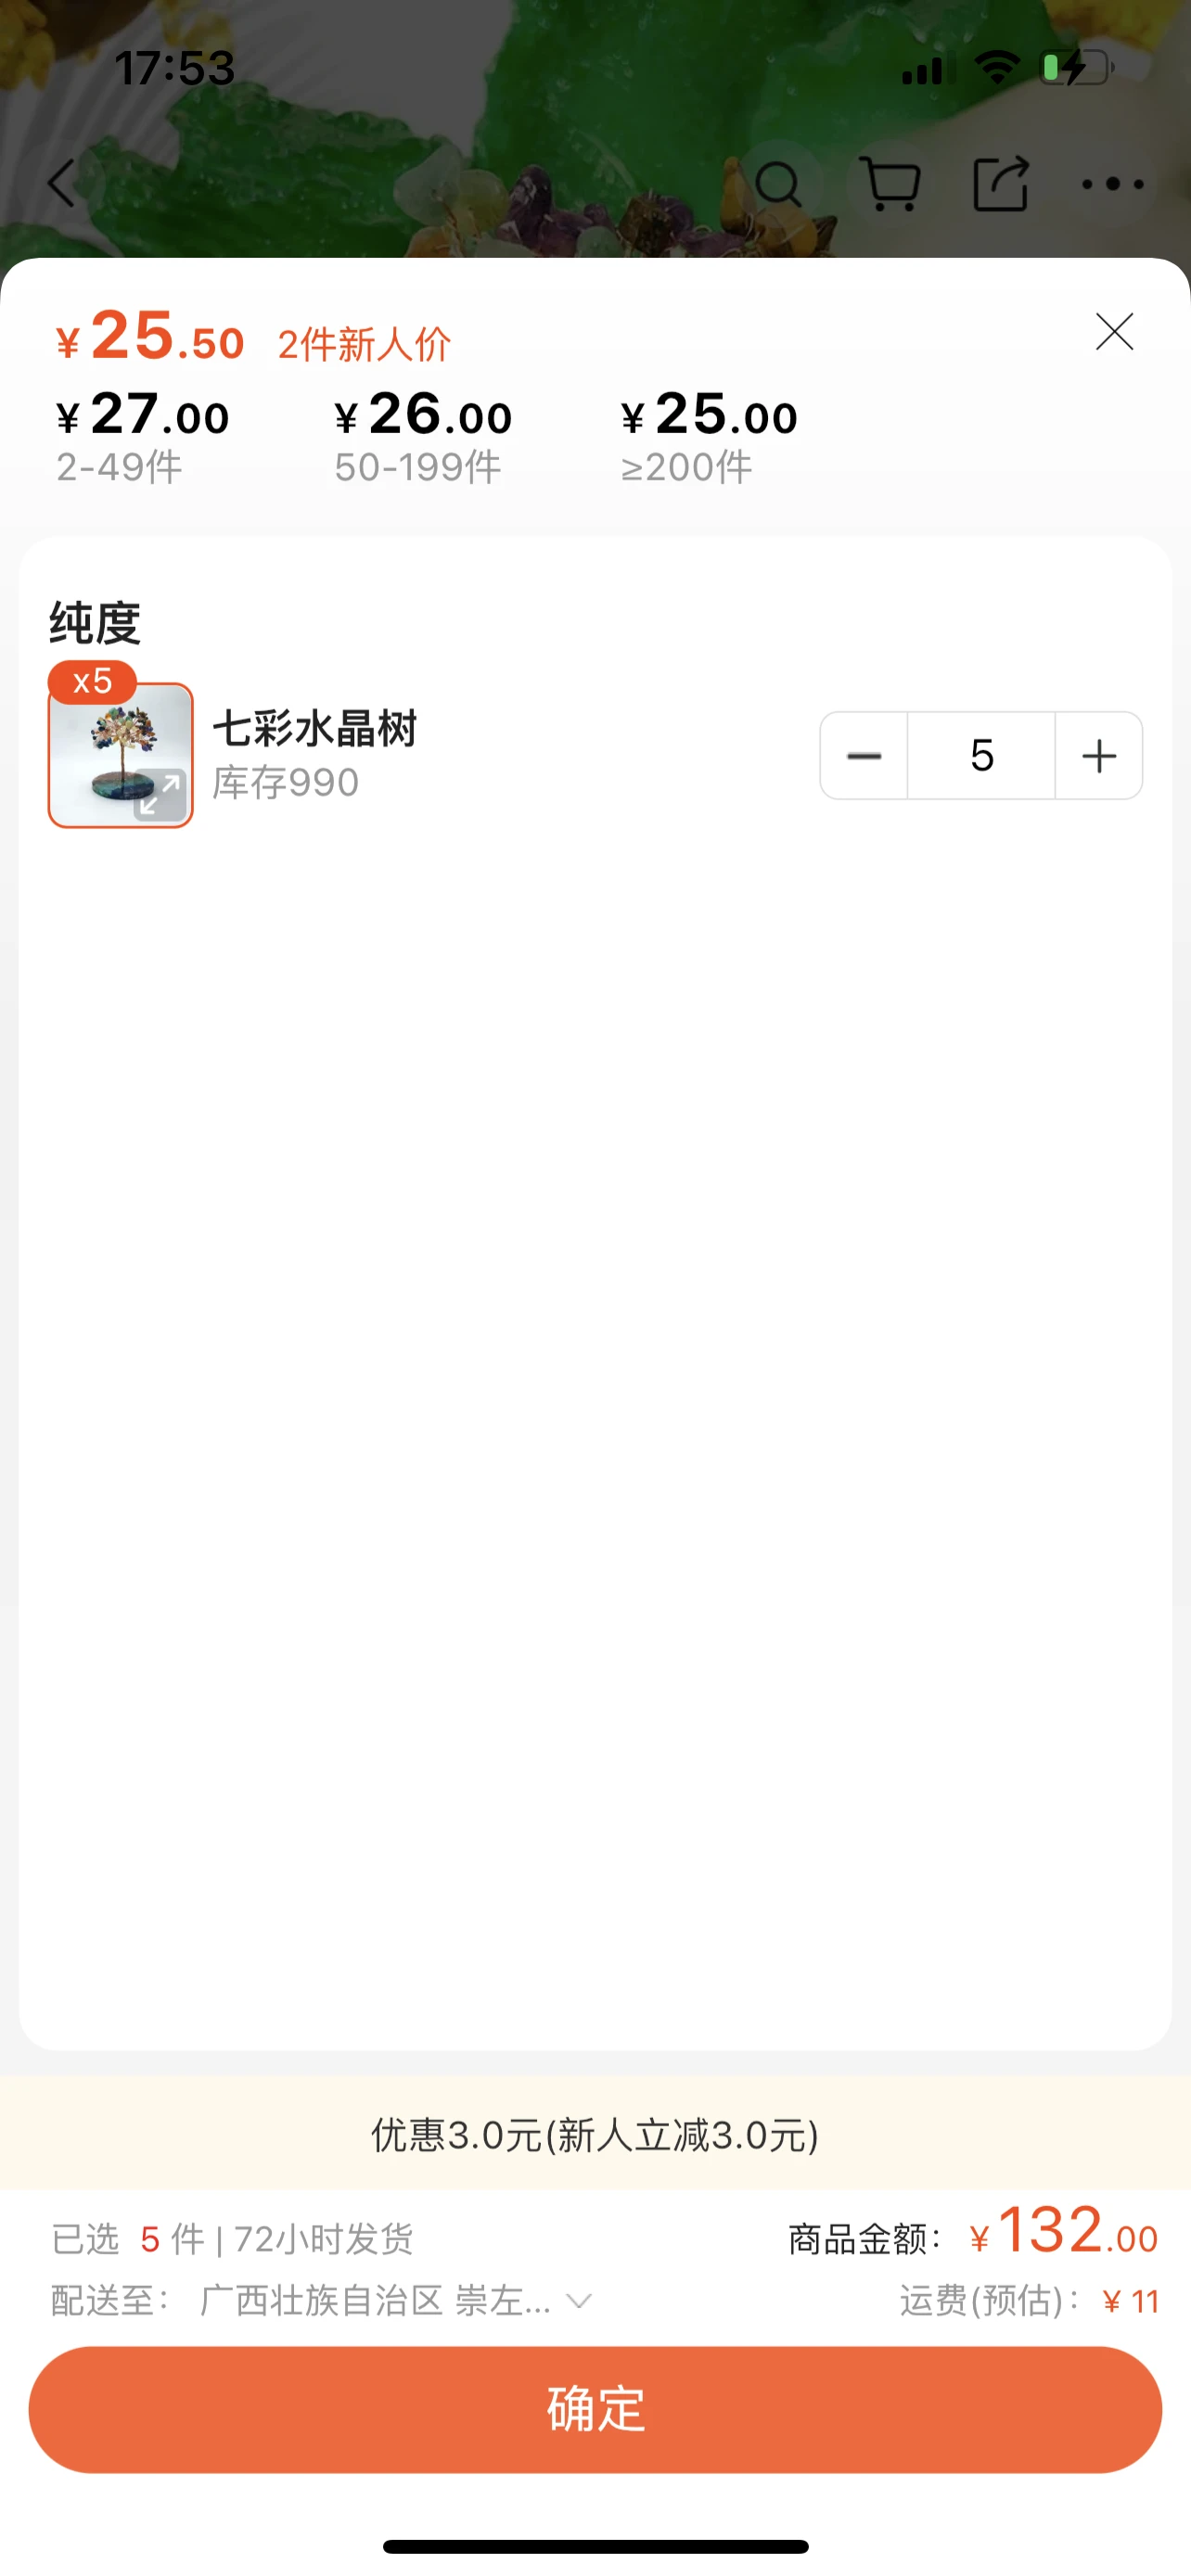 17:53
¥25.50 2件新人价
¥27.00 ¥26.00 ¥25.00
2-49件 50-199件 ≥200件
纯度
x5
七彩水晶树
库存990
5
优惠3.0元(新人立减3.0元)
已选 5 件 | 72小时发货 商品金额: ¥132.00
配送至: 广西壮族自治区 崇左... 运费(预估): ¥11
确定